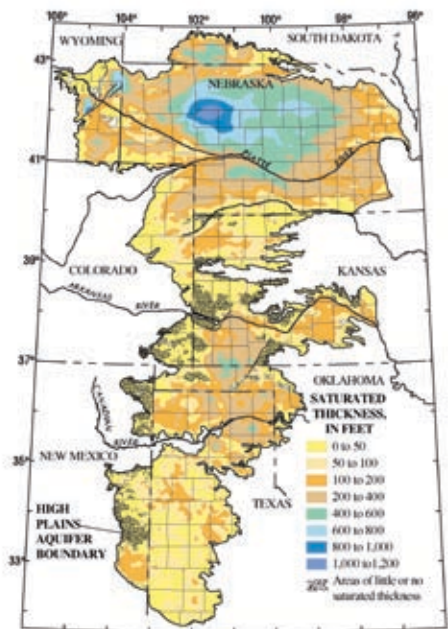 106° 104° 102° 100° 98° 96°
43°
WYOMING
SOUTH DAKOTA
NEBRASKA
41°
PLATTE
RIVER
39°
COLORADO
KANSAS
ARKANSAS
RIVER
37°
OKLAHOMA
CANADIAN
RIVER
35°
NEW MEXICO
TEXAS
SATURATED
THICKNESS,
IN FEET
0 to 50
50 to 100
100 to 200
200 to 400
400 to 600
600 to 800
800 to 1,000
1,000 to 1,200
Areas of little or no
saturated thickness
HIGH
PLAINS
AQUIFER
BOUNDARY
33°